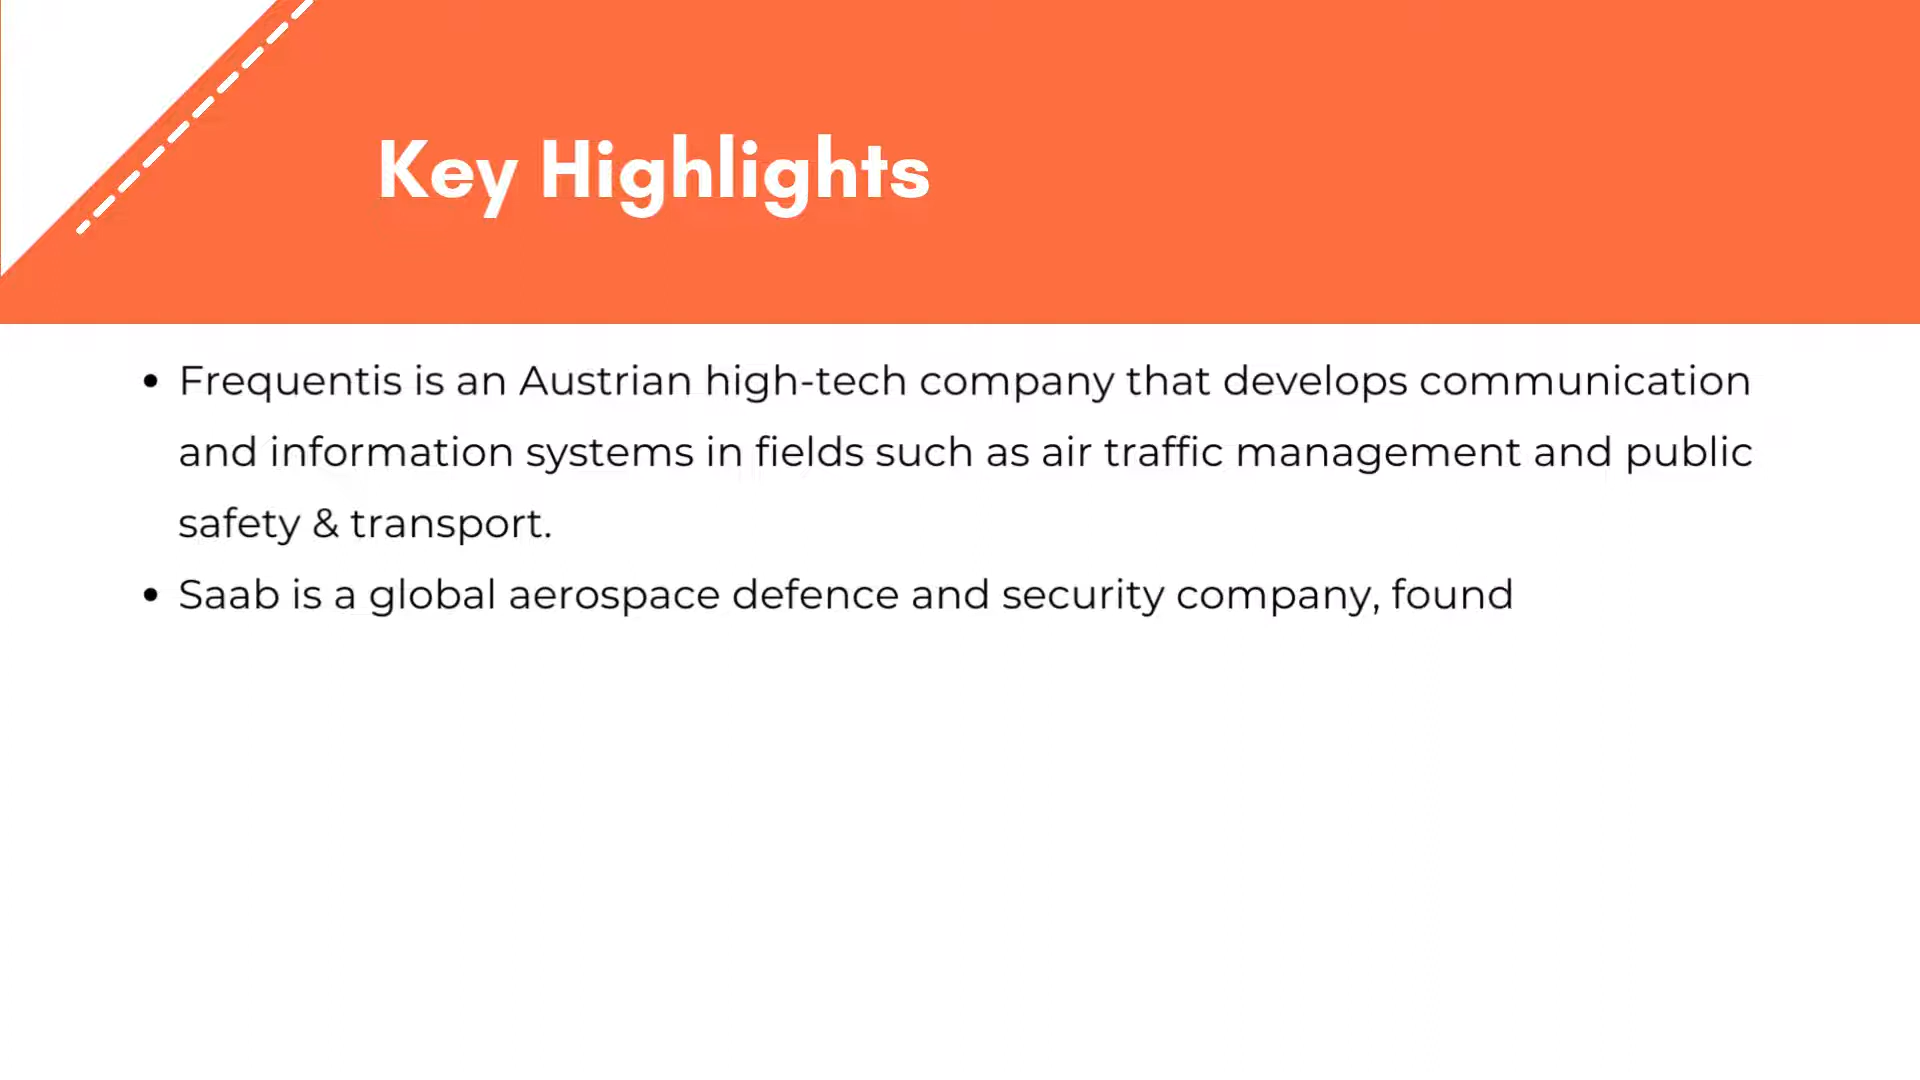 Key Highlights
• Frequentis is an Austrian high-tech company that develops communication
and information systems in fields such as air traffic management and public
safety & transport.
• Saab is a global aerospace defence and security company, found